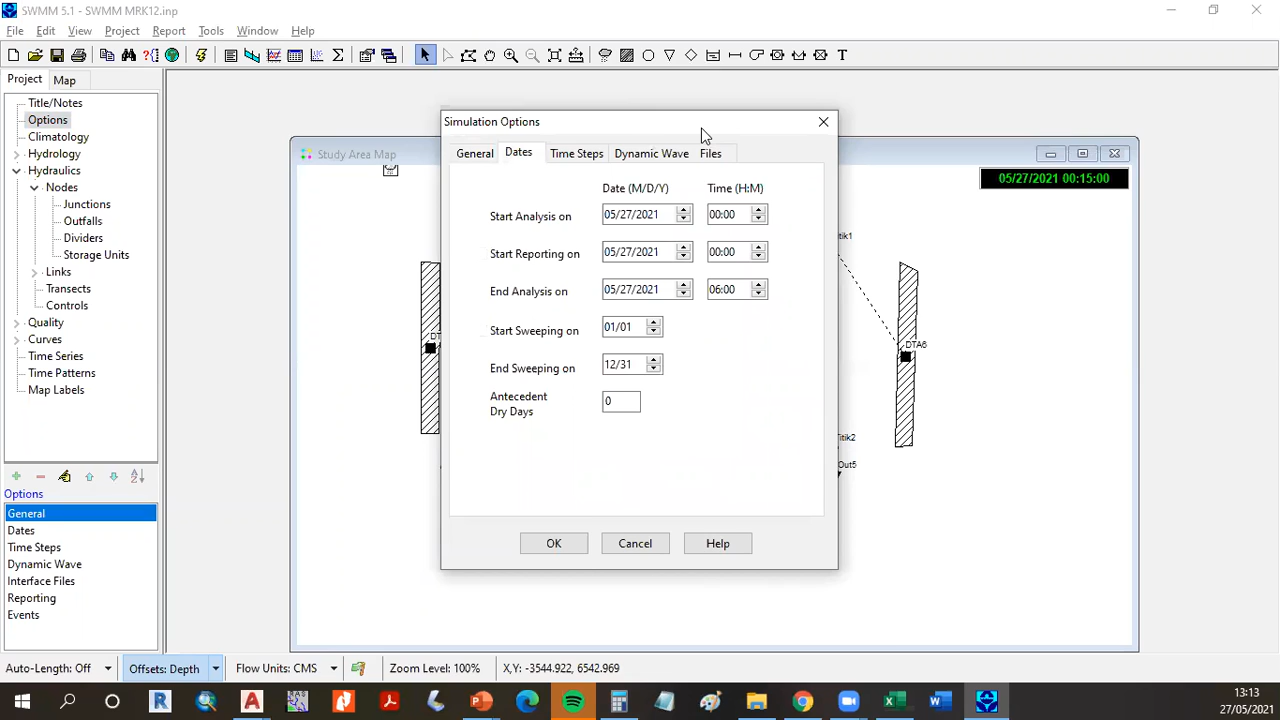 SWMM 5.1 - SWMM MRK12.inp
File Edit View Project Report Tools Window Help
Project Map
Title/Notes
Options
Climatology
Hydrology
Hydraulics
Nodes
Junctions
Outfalls
Dividers
Storage Units
Links
Transects
Controls
Quality
Curves
Time Series
Time Patterns
Map Labels
Options
General
Dates
Time Steps
Dynamic Wave
Interface Files
Reporting
Events
Study Area Map
05/27/2021 00:15:00
DTA6
Out5
Simulation Options
General Dates Time Steps Dynamic Wave Files
Date (M/D/Y) Time (H:M)
Start Analysis on 05/27/2021 00:00
Start Reporting on 05/27/2021 00:00
End Analysis on 05/27/2021 06:00
Start Sweeping on 01/01
End Sweeping on 12/31
Antecedent
Dry Days 0
OK Cancel Help
Auto-Length: Off Offsets: Depth Flow Units: CMS Zoom Level: 100% X,Y: -3544.922, 6542.969
13:13
27/05/2021